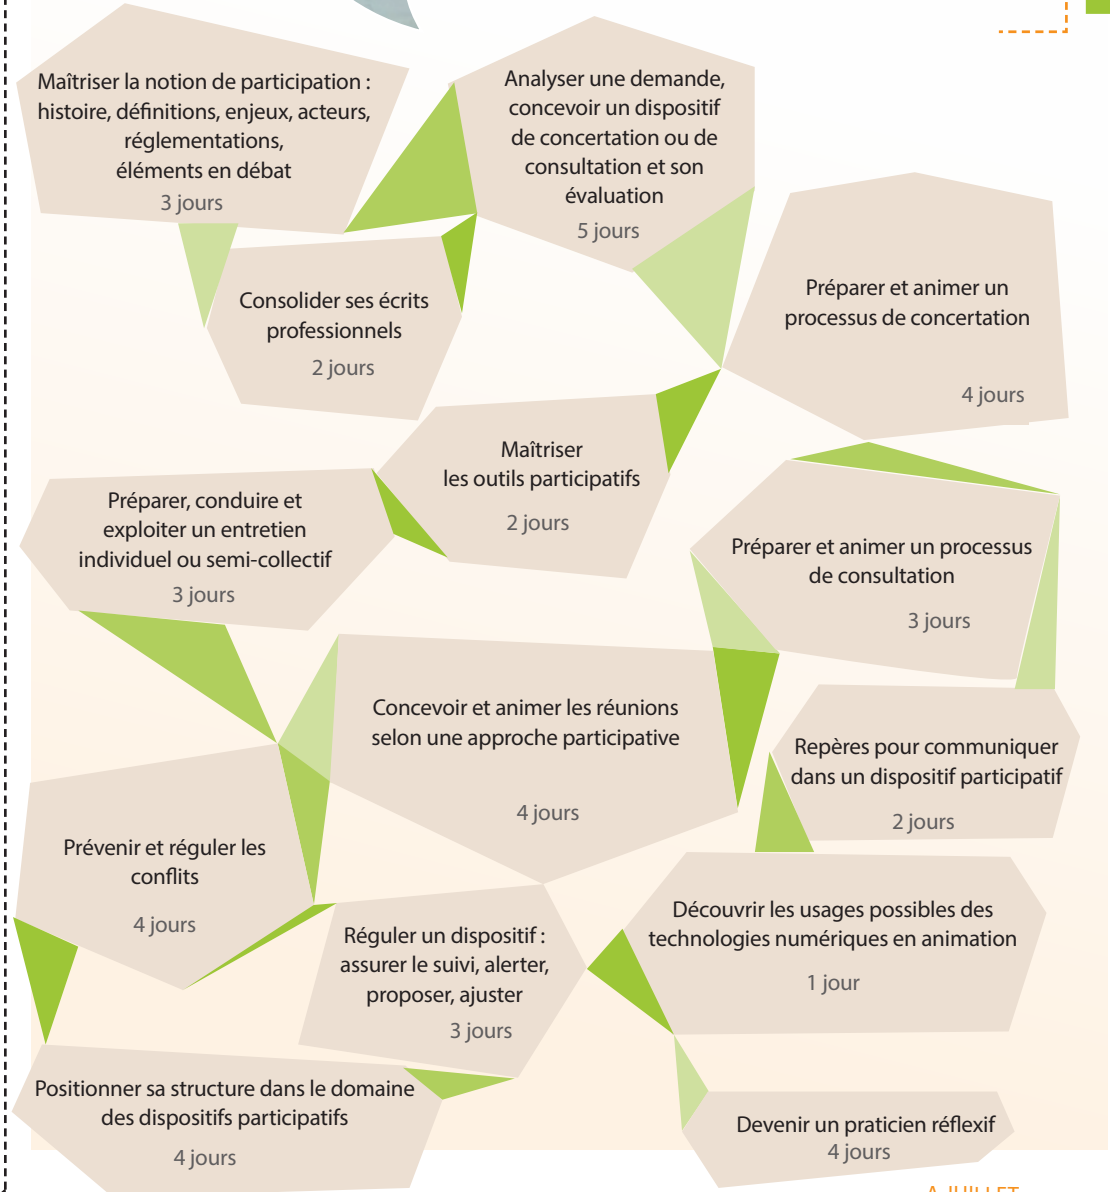 Maîtriser la notion de participation :
histoire, définitions, enjeux, acteurs,
réglementations,
éléments en débat
3 jours
Analyser une demande,
concevoir un dispositif
de concertation ou de
consultation et son
évaluation
5 jours
Consolider ses écrits
professionnels
2 jours
Préparer et animer un
processus de concertation
4 jours
Maîtriser
les outils participatifs
2 jours
Préparer, conduire et
exploiter un entretien
individuel ou semi-collectif
3 jours
Préparer et animer un processus
de consultation
3 jours
Concevoir et animer les réunions
selon une approche participative
4 jours
Repères pour communiquer
dans un dispositif participatif
2 jours
Prévenir et réguler les
conflits
4 jours
Réguler un dispositif :
assurer le suivi, alerter,
proposer, ajuster
3 jours
Découvrir les usages possibles des
technologies numériques en animation
1 jour
Positionner sa structure dans le domaine
des dispositifs participatifs
4 jours
Devenir un praticien réflexif
4 jours